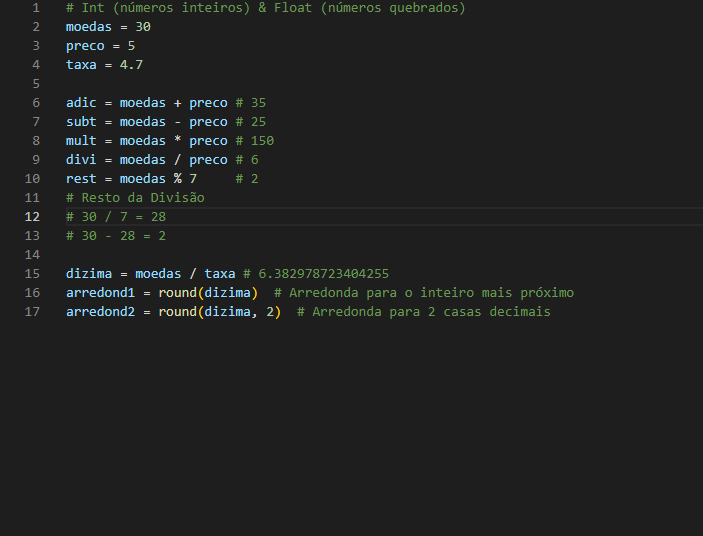 1 # Int (números inteiros) & Float (números quebrados)
2 moedas = 30
3 preco = 5
4 taxa = 4.7
5
6 adic = moedas + preco # 35
7 subt = moedas - preco # 25
8 mult = moedas * preco # 150
9 divi = moedas / preco # 6
10 rest = moedas % 7     # 2
11 # Resto da Divisão
12 # 30 / 7 = 28
13 # 30 - 28 = 2
14
15 dizima = moedas / taxa # 6.382978723404255
16 arredond1 = round(dizima)  # Arredonda para o inteiro mais próximo
17 arredond2 = round(dizima, 2)  # Arredonda para 2 casas decimais